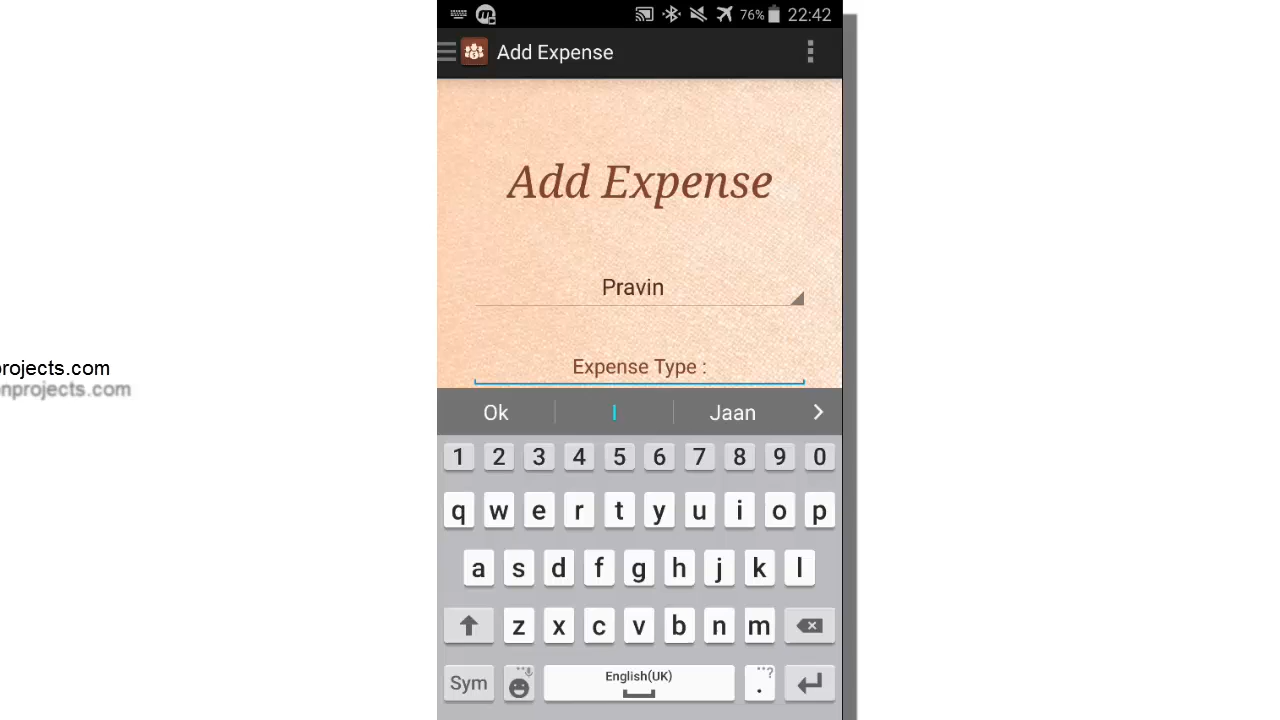 76% 22:42
Add Expense
Add Expense
Pravin
Expense Type :
rojects.com
nprojects.com
Ok I Jaan
1 2 3 4 5 6 7 8 9 0
q w e r t y u i o p
a s d f g h j k l
z x c v b n m
Sym English(UK) . ?